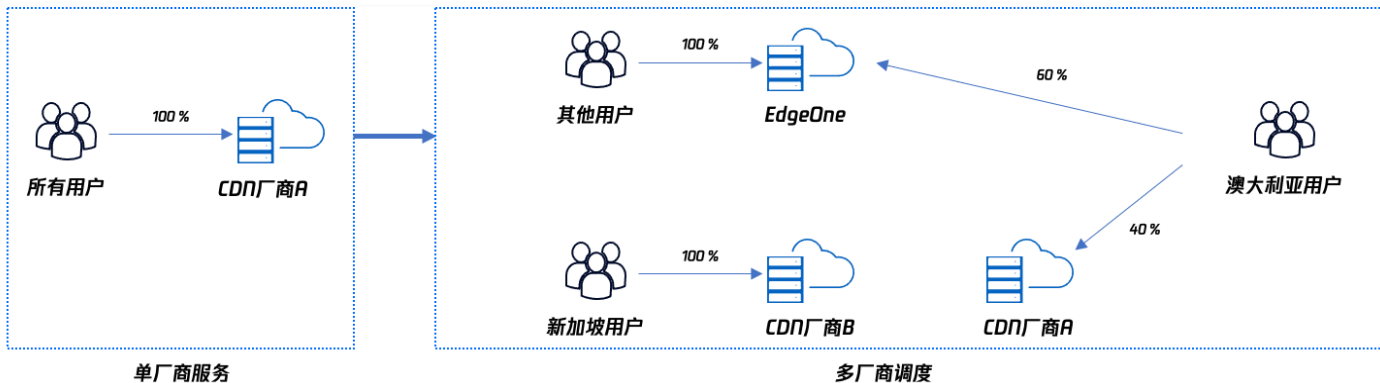 100 %
所有用户
CDN厂商A
单厂商服务
100 %
其他用户
EdgeOne
60 %
澳大利亚用户
40 %
100 %
新加坡用户
CDN厂商B
CDN厂商A
多厂商调度